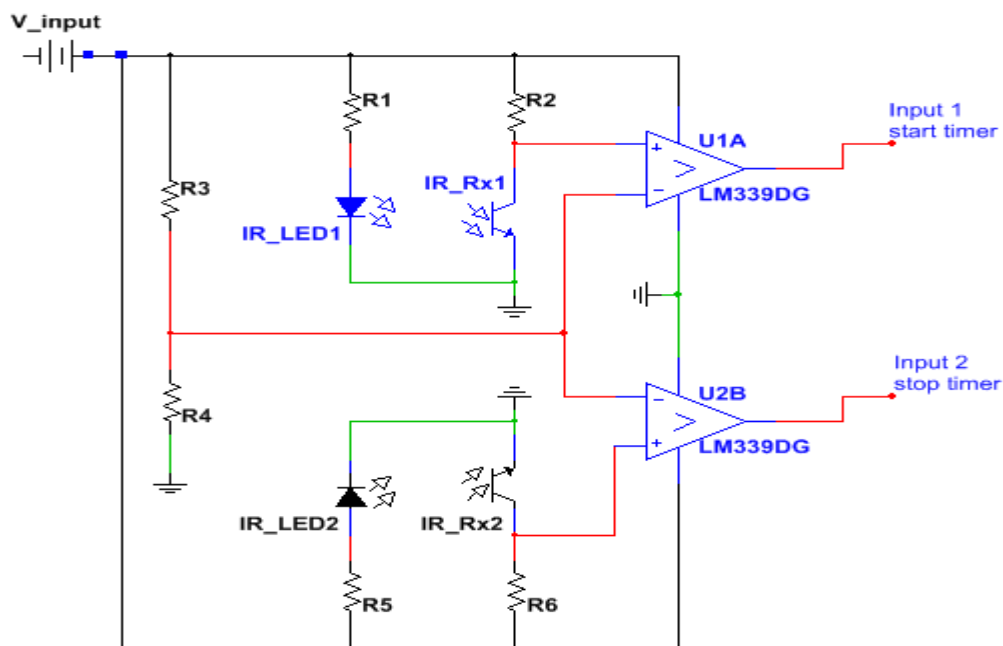 V_input
R1
R2
Input 1
start timer
U1A
+
−
LM339DG
R3
IR_Rx1
IR_LED1
Input 2
stop timer
U2B
−
+
LM339DG
R4
IR_LED2
IR_Rx2
R5
R6